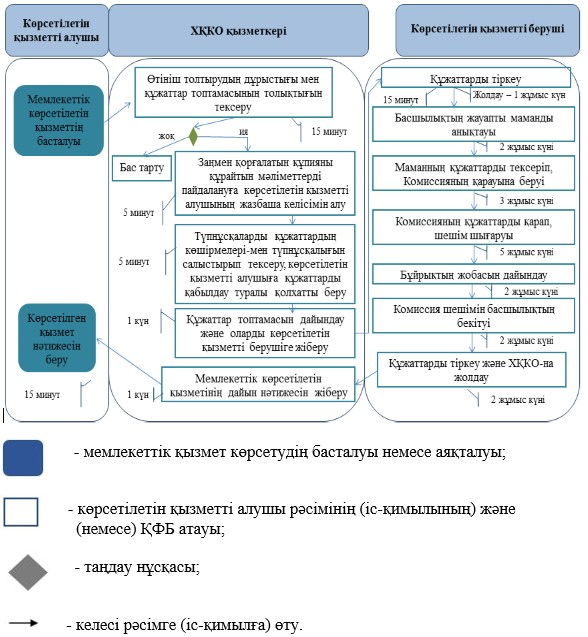 Көрсетілетін
қызметті алушы
ХҚКО қызметкері
Көрсетілетін қызметті беруші
Мемлекеттік
көрсетілетін
қызметтің
басталуы
Көрсетілген
қызмет
нәтижесін
беру
15 минут
Өтініш толтырудың дұрыстығы мен
құжаттар топтамасының толықтығын
тексеру
жоқ
ия
15 минут
Бас тарту
Заңмен қорғалатын құпияны
құрайтын мәліметтерді
пайдалануға көрсетілетін қызметті
алушының жазбаша келісімін алу
5 минут
Түпнұсқаларды құжаттардың
көшірмелері-мен түпнұсқалығын
салыстырып тексеру, көрсетілетін
қызметті алушыға құжаттарды
қабылдау туралы қолхатты беру
5 минут
1 күн
Құжаттар топтамасын дайындау
және оларды көрсетілетін
қызметті берушіге жіберу
Мемлекеттік көрсетілетін
қызметінің дайын нәтижесін жіберу
1 күн
Құжаттарды тіркеу
15 минут
Жолдау – 1 жұмыс күн
Басшылықтың жауапты маманды
анықтауы
2 жұмыс күні
Маманның құжаттарды тексеріп,
Комиссияның қарауына беруі
3 жұмыс күні
Комиссияның құжаттарды қарап,
шешім шығаруы
5 жұмыс күні
Бұйрықтың жобасын дайындау
2 жұмыс күні
Комиссия шешімін басшылықтың
бекітуі
2 жұмыс күні
Құжаттарды тіркеу және ХҚКО-на
жолдау
2 жұмыс күні
- мемлекеттік қызмет көрсетудің басталуы немесе аяқталуы;
- көрсетілетін қызметті алушы рәсімінің (іс-қимылының) және
(немесе) ҚФБ атауы;
- таңдау нұсқасы;
- келесі рәсімге (іс-қимылға) өту.